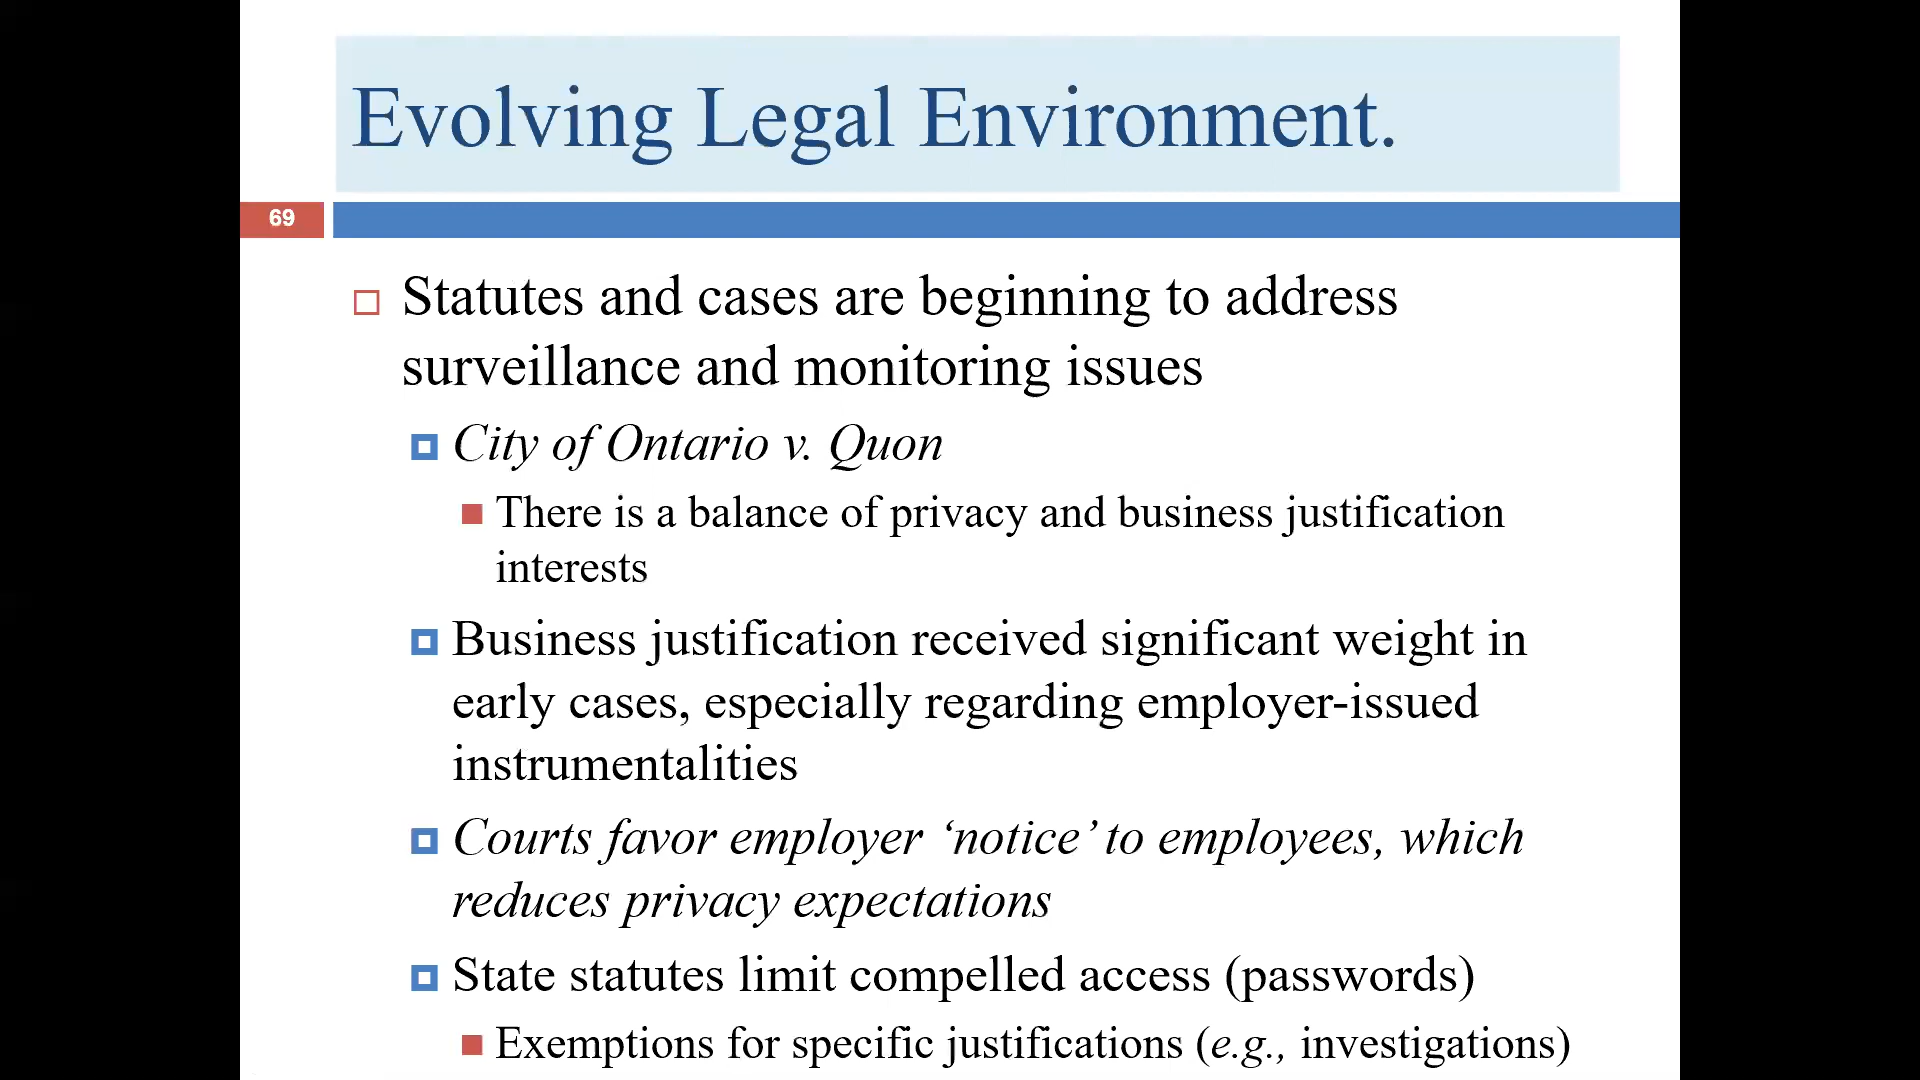 Evolving Legal Environment.
69
Statutes and cases are beginning to address
surveillance and monitoring issues
City of Ontario v. Quon
There is a balance of privacy and business justification
interests
Business justification received significant weight in
early cases, especially regarding employer-issued
instrumentalities
Courts favor employer ‘notice’ to employees, which
reduces privacy expectations
State statutes limit compelled access (passwords)
Exemptions for specific justifications (e.g., investigations)